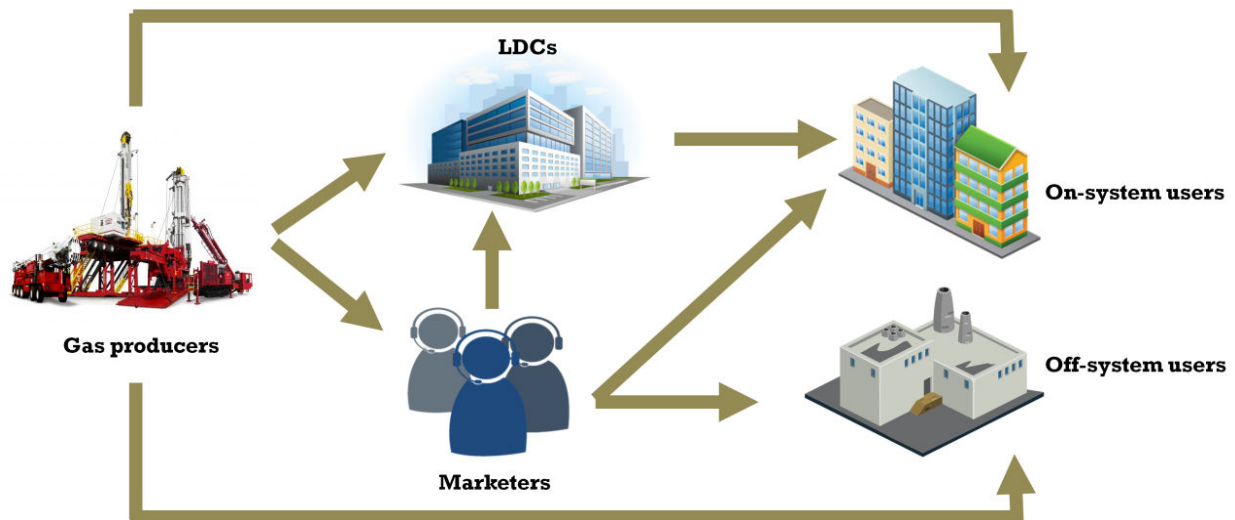 LDCs
On-system users
Gas producers
Off-system users
Marketers